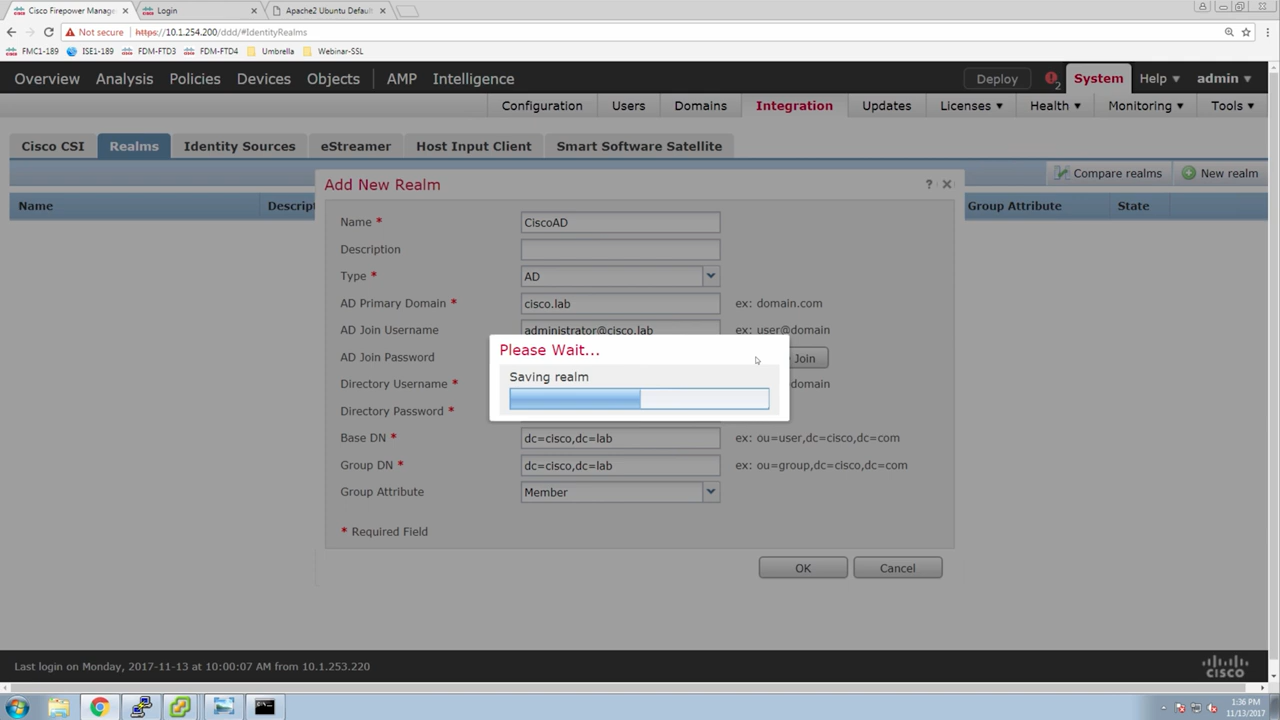 Cisco Firepower Manage
Login
Apache2 Ubuntu Default
Not secure https://10.1.254.200/ddd/#IdentityRealms
FMC1-189 ISE1-189 FDM-FTD3 FDM-FTD4 Umbrella Webinar-SSL
Overview Analysis Policies Devices Objects AMP Intelligence Deploy 2 System Help admin
Configuration Users Domains Integration Updates Licenses Health Monitoring Tools
Cisco CSI Realms Identity Sources eStreamer Host Input Client Smart Software Satellite
Compare realms New realm
Add New Realm ?
Name Descript Group Attribute State
Name * CiscoAD
Description
Type * AD
AD Primary Domain * cisco.lab ex: domain.com
AD Join Username administrator@cisco.lab ex: user@domain
Please Wait...
AD Join Password Join
Saving realm
Directory Username * domain
Directory Password *
Base DN * dc=cisco,dc=lab ex: ou=user,dc=cisco,dc=com
Group DN * dc=cisco,dc=lab ex: ou=group,dc=cisco,dc=com
Group Attribute Member
* Required Field
OK Cancel
Last login on Monday, 2017-11-13 at 10:00:07 AM from 10.1.253.220
CISCO
1:36 PM
11/13/2017